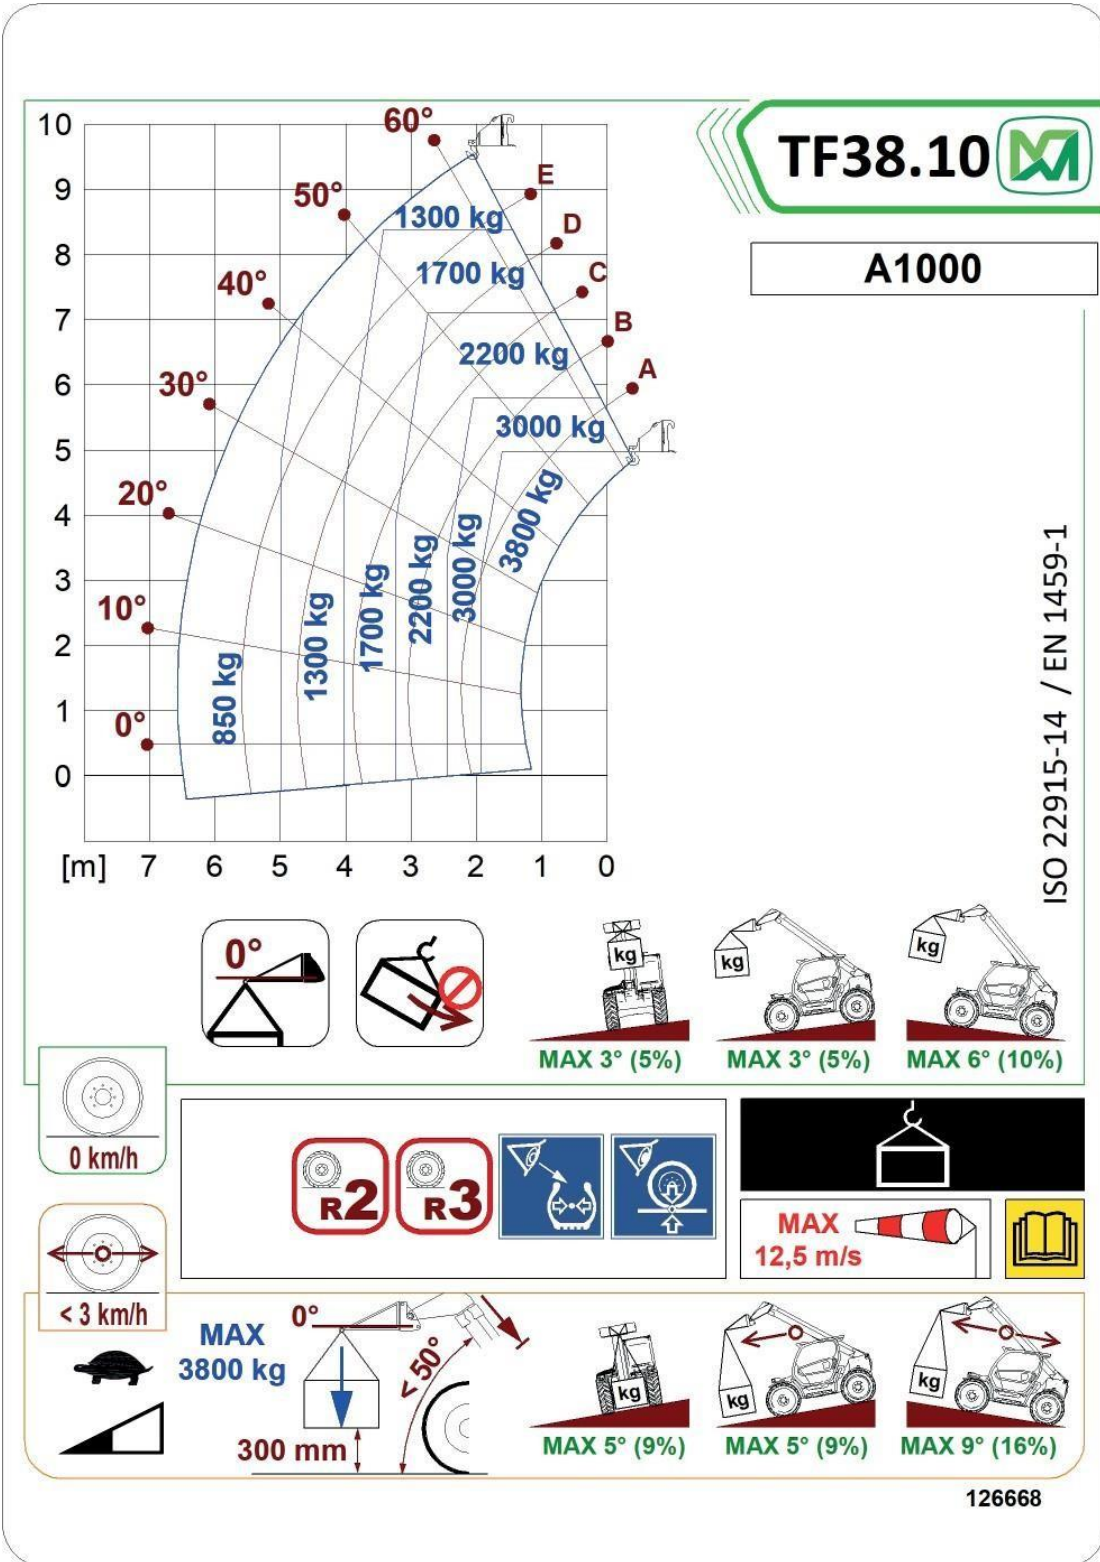 TF38.10
A1000
10
9
8
7
6
5
4
3
2
1
0
[m] 7 6 5 4 3 2 1 0
60°
50°
40°
30°
20°
10°
0°
E
D
C
B
A
1300 kg
1700 kg
2200 kg
3000 kg
3800 kg
850 kg
1300 kg
1700 kg
2200 kg
3000 kg
ISO 22915-14 / EN 1459-1
0°
kg
kg
kg
MAX 3° (5%)
MAX 3° (5%)
MAX 6° (10%)
0 km/h
R2
R3
MAX
12,5 m/s
< 3 km/h
MAX
3800 kg
0°
< 50°
300 mm
kg
kg
kg
MAX 5° (9%)
MAX 5° (9%)
MAX 9° (16%)
126668